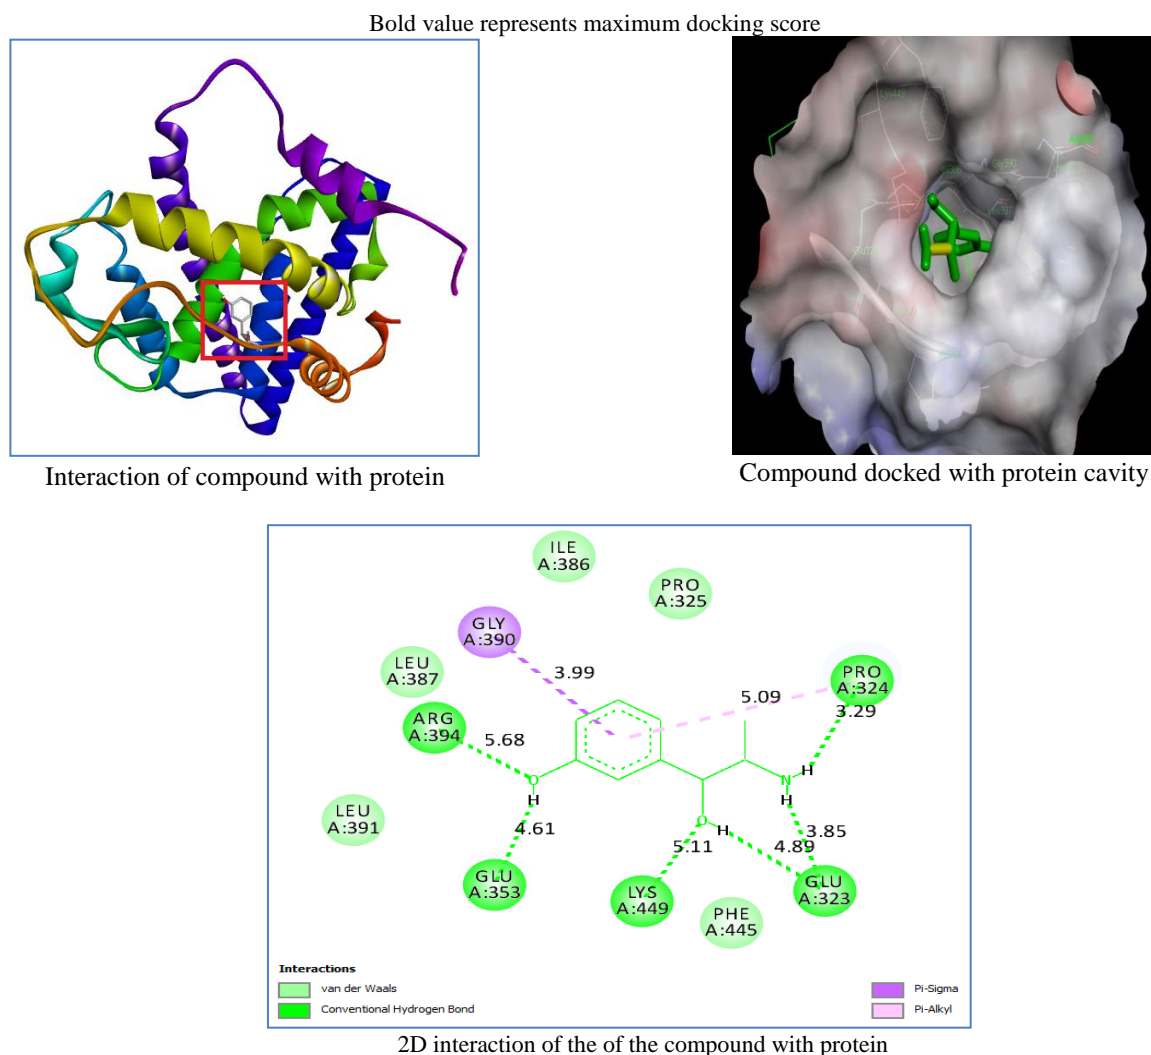 Bold value represents maximum docking score
Lys449
Interaction of compound with protein
Compound docked with protein cavity
ILE
A:386
PRO
A:325
GLY
A:390
LEU
A:387
3.99
PRO
A:324
5.09
3.29
ARG
A:394
5.68
H
N
O
H
H
LEU
A:391
4.61
O
H
3.85
5.11
4.89
GLU
A:353
LYS
A:449
GLU
A:323
PHE
A:445
Interactions
van der Waals
Conventional Hydrogen Bond
Pi-Sigma
Pi-Alkyl
2D interaction of the of the compound with protein